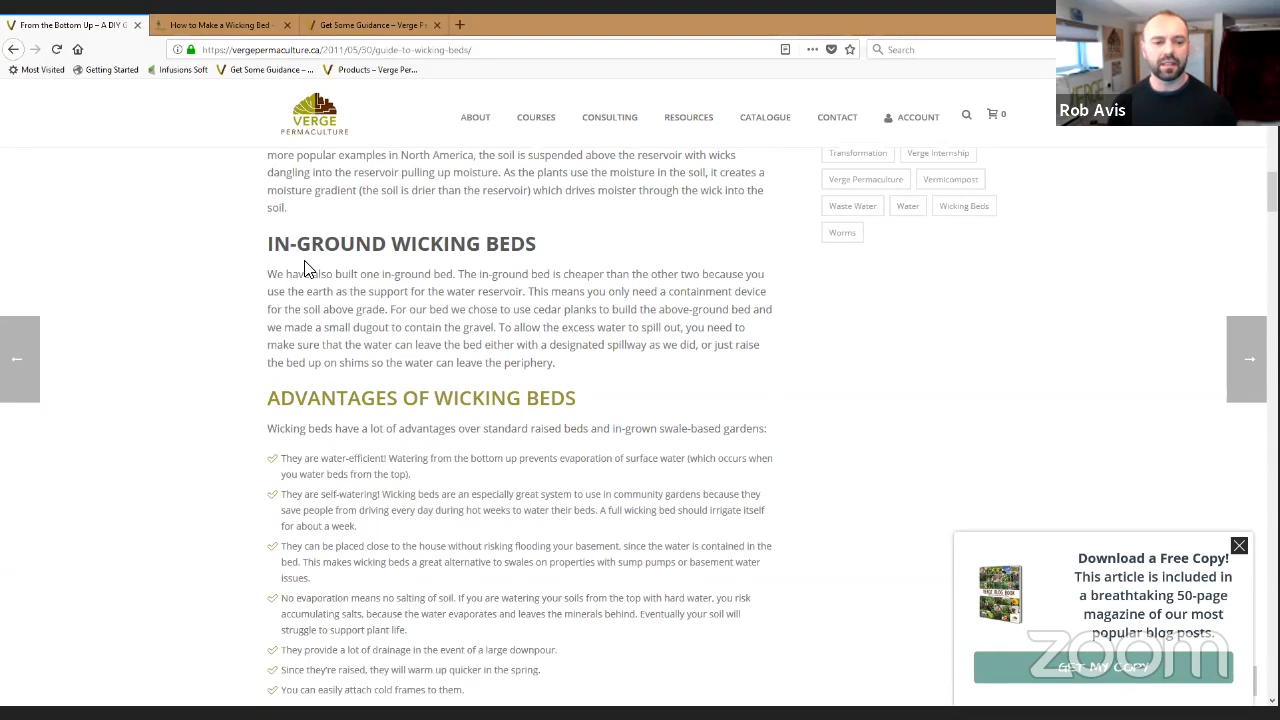 From the Bottom Up – A DIY G
How to Make a Wicking Bed -
Get Some Guidance – Verge Pe
https://vergepermaculture.ca/2011/05/30/guide-to-wicking-beds/
Search
Most Visited
Getting Started
Infusions Soft
Get Some Guidance – ...
Products – Verge Per...
Rob Avis
VERGE
PERMACULTURE
ABOUT
COURSES
CONSULTING
RESOURCES
CATALOGUE
CONTACT
ACCOUNT
0
more popular examples in North America, the soil is suspended above the reservoir with wicks
dangling into the reservoir pulling up moisture. As the plants use the moisture in the soil, it creates a
moisture gradient (the soil is drier than the reservoir) which drives moister through the wick into the
soil.
Transformation
Verge Internship
Verge Permaculture
Vermicompost
Waste Water
Water
Wicking Beds
Worms
IN-GROUND WICKING BEDS
We have also built one in-ground bed. The in-ground bed is cheaper than the other two because you
use the earth as the support for the water reservoir. This means you only need a containment device
for the soil above grade. For our bed we chose to use cedar planks to build the above-ground bed and
we made a small dugout to contain the gravel. To allow the excess water to spill out, you need to
make sure that the water can leave the bed either with a designated spillway as we did, or just raise
the bed up on shims so the water can leave the periphery.
ADVANTAGES OF WICKING BEDS
Wicking beds have a lot of advantages over standard raised beds and in-grown swale-based gardens:
They are water-efficient! Watering from the bottom up prevents evaporation of surface water (which occurs when
you water beds from the top).
They are self-watering! Wicking beds are an especially great system to use in community gardens because they
save people from driving every day during hot weeks to water their beds. A full wicking bed should irrigate itself
for about a week.
They can be placed close to the house without risking flooding your basement, since the water is contained in the
bed. This makes wicking beds a great alternative to swales on properties with sump pumps or basement water
issues.
No evaporation means no salting of soil. If you are watering your soils from the top with hard water, you risk
accumulating salts, because the water evaporates and leaves the minerals behind. Eventually your soil will
struggle to support plant life.
They provide a lot of drainage in the event of a large downpour.
Since they're raised, they will warm up quicker in the spring.
You can easily attach cold frames to them.
Download a Free Copy!
This article is included in
a breathtaking 50-page
magazine of our most
popular blog posts.
GET MY COPY
VERGE BLOG BOOK
zoom